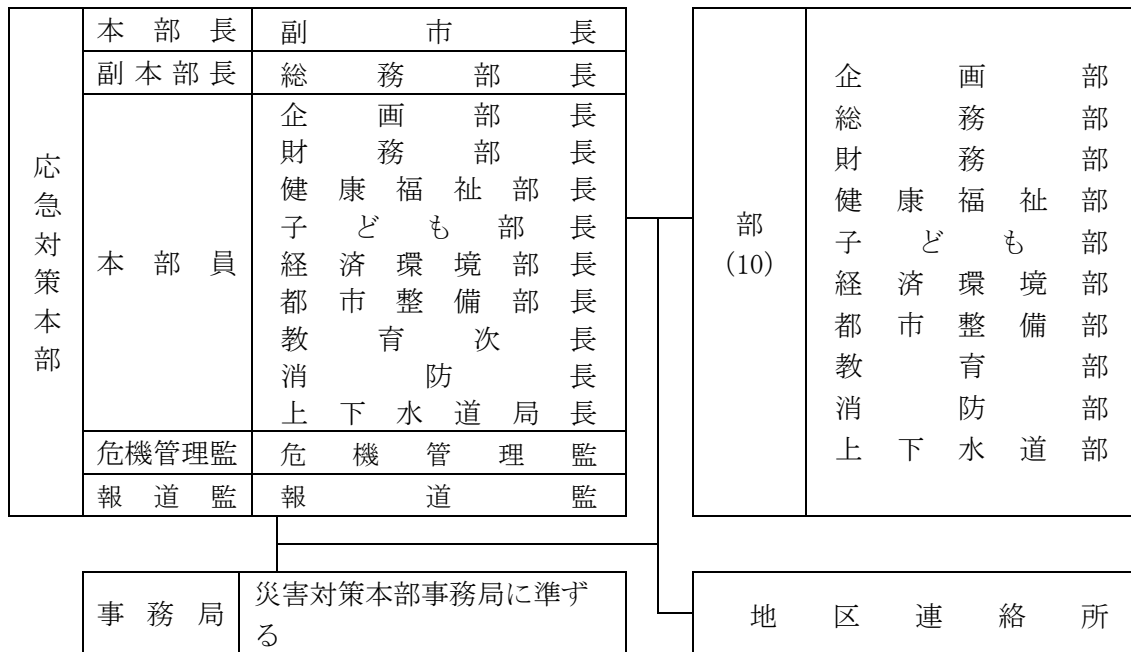 応急対策本部
本部長 副市長
副本部長 総務部長
本部員
企画部長
財務部長
健康福祉部長
子ども部長
経済環境部長
都市整備部長
教育次長
消防長
上下水道局長
危機管理監 危機管理監
報道監 報道監
部
(10)
企画部
総務部
財務部
健康福祉部
子ども部
経済環境部
都市整備部
教育部
消防部
上下水道部
事務局
災害対策本部事務局に準ず
る
地区連絡所